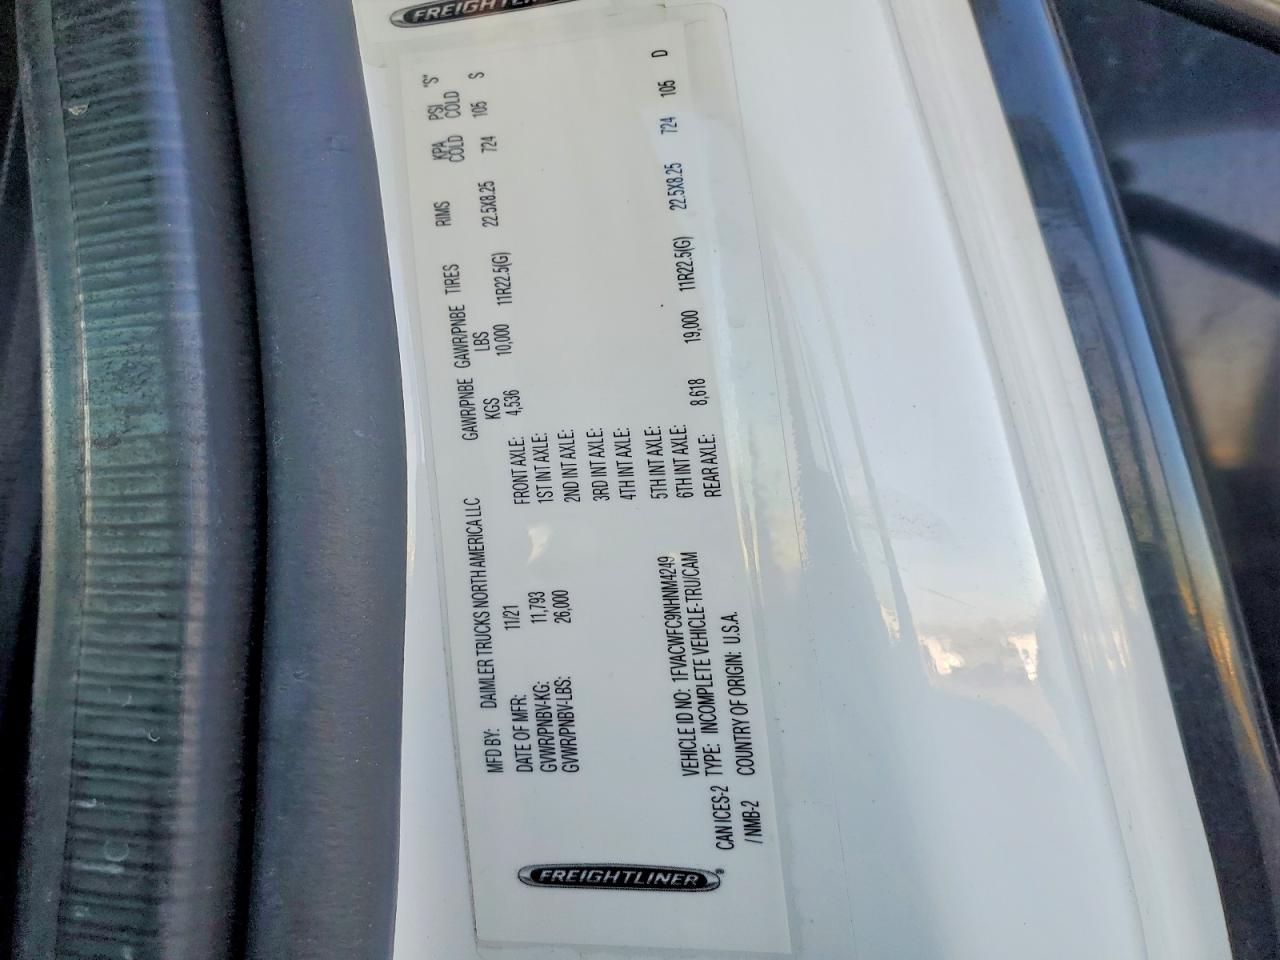 FREIGHTLINER
FREIGHTLINER®
MFD BY: DAIMLER TRUCKS NORTH AMERICA LLC
DATE OF MFR: 11/21
GVWR/PNBV-KG: 11,793
GVWR/PNBV-LBS: 26,000
GAWR/PNBE KGS GAWR/PNBE LBS TIRES RIMS KPA COLD PSI COLD "S"
FRONT AXLE: 4,536 10,000 11R22.5(G) 22.5X8.25 724 105 S
1ST INT AXLE:
2ND INT AXLE:
3RD INT AXLE:
4TH INT AXLE:
5TH INT AXLE:
6TH INT AXLE:
REAR AXLE: 8,618 19,000 11R22.5(G) 22.5X8.25 724 105 D
VEHICLE ID NO: 1FVACWFC9NHNM4249
CAN ICES-2 TYPE: INCOMPLETE VEHICLE-TRU/CAM
/ NMB-2 COUNTRY OF ORIGIN: U.S.A.